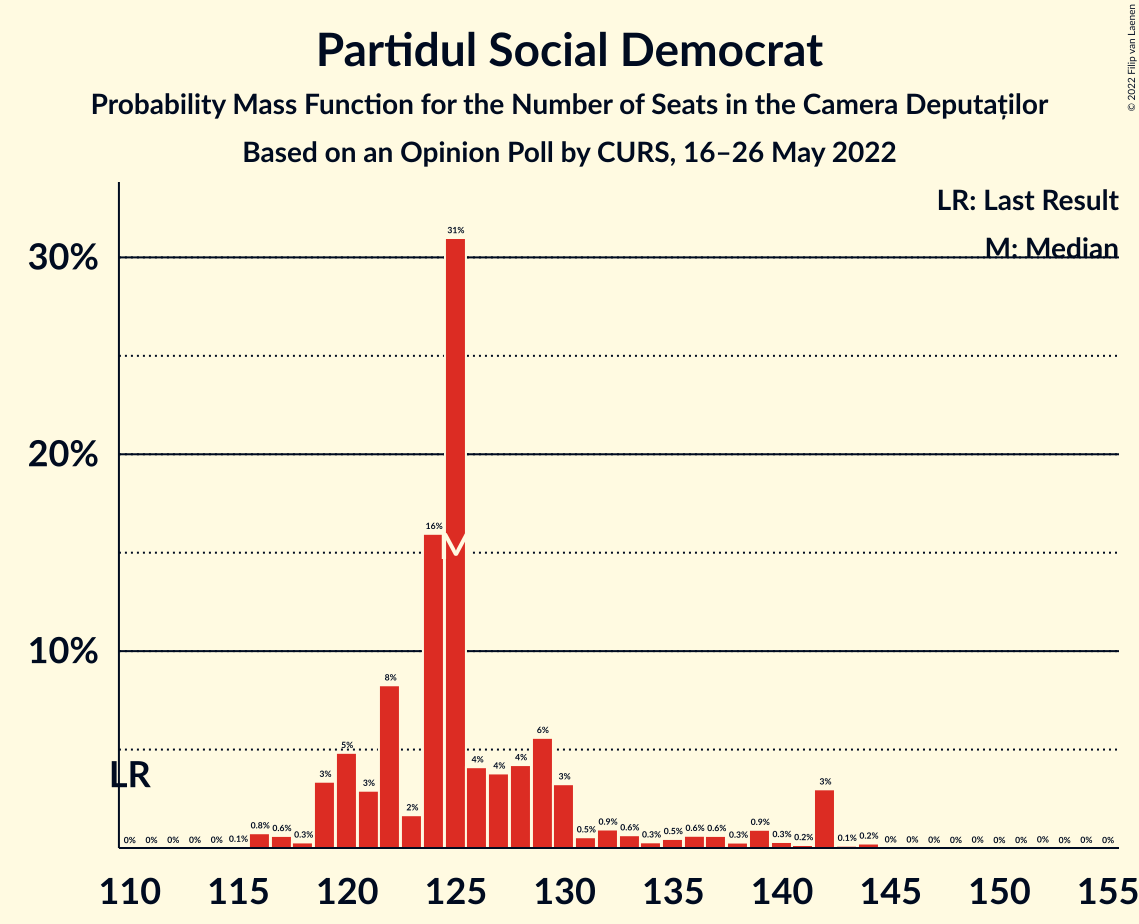 Partidul Social Democrat
Probability Mass Function for the Number of Seats in the Camera Deputaților
Based on an Opinion Poll by CURS, 16–26 May 2022
© 2022 Filip van Laenen
LR: Last Result
M: Median
30%
20%
10%
LR
M
0% 0% 0% 0% 0% 0.1% 0.8% 0.6% 0.3% 3% 5% 3% 8% 2% 16% 31% 4% 4% 4% 6% 3% 0.5% 0.9% 0.6% 0.3% 0.5% 0.6% 0.6% 0.3% 0.9% 0.3% 0.2% 3% 0.1% 0.2% 0% 0% 0% 0% 0% 0% 0% 0% 0% 0% 0%
110 115 120 125 130 135 140 145 150 155